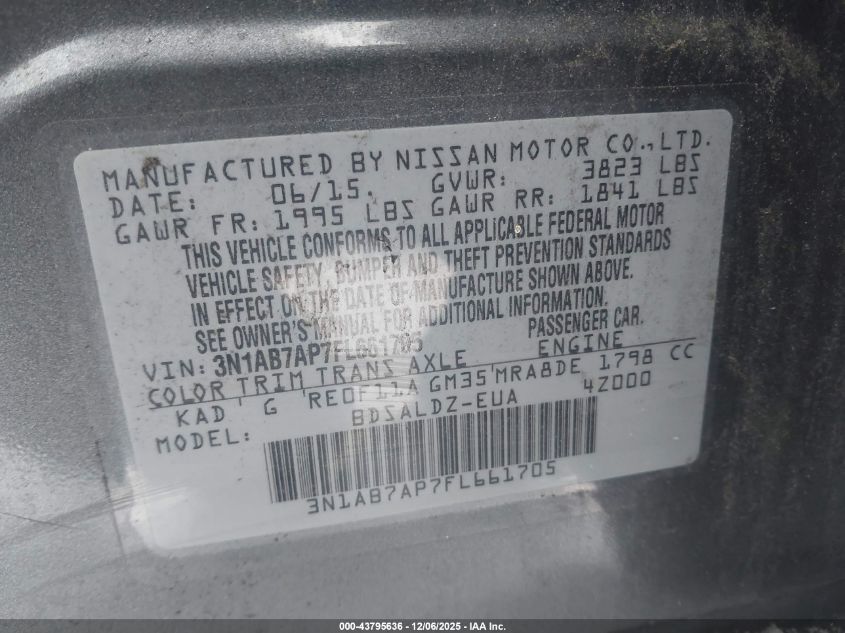 MANUFACTURED BY NISSAN MOTOR CO.,LTD.
DATE: 06/15. GVWR: 3823 LBS
GAWR FR: 1995 LBS GAWR RR: 1841 LBS
THIS VEHICLE CONFORMS TO ALL APPLICABLE FEDERAL MOTOR
VEHICLE SAFETY, BUMPER AND THEFT PREVENTION STANDARDS
IN EFFECT ON THE DATE OF MANUFACTURE SHOWN ABOVE.
SEE OWNER'S MANUAL FOR ADDITIONAL INFORMATION.
VIN: 3N1AB7AP7FL661705 PASSENGER CAR.
COLOR TRIM TRANS AXLE ENGINE
KAD ' G 'RE0F11A GM35'MRA8DE 1798 CC
MODEL: BDSALDZ-EUA 4Z000
3N1AB7AP7FL661705
000-43795636 - 12/06/2025 - IAA Inc.